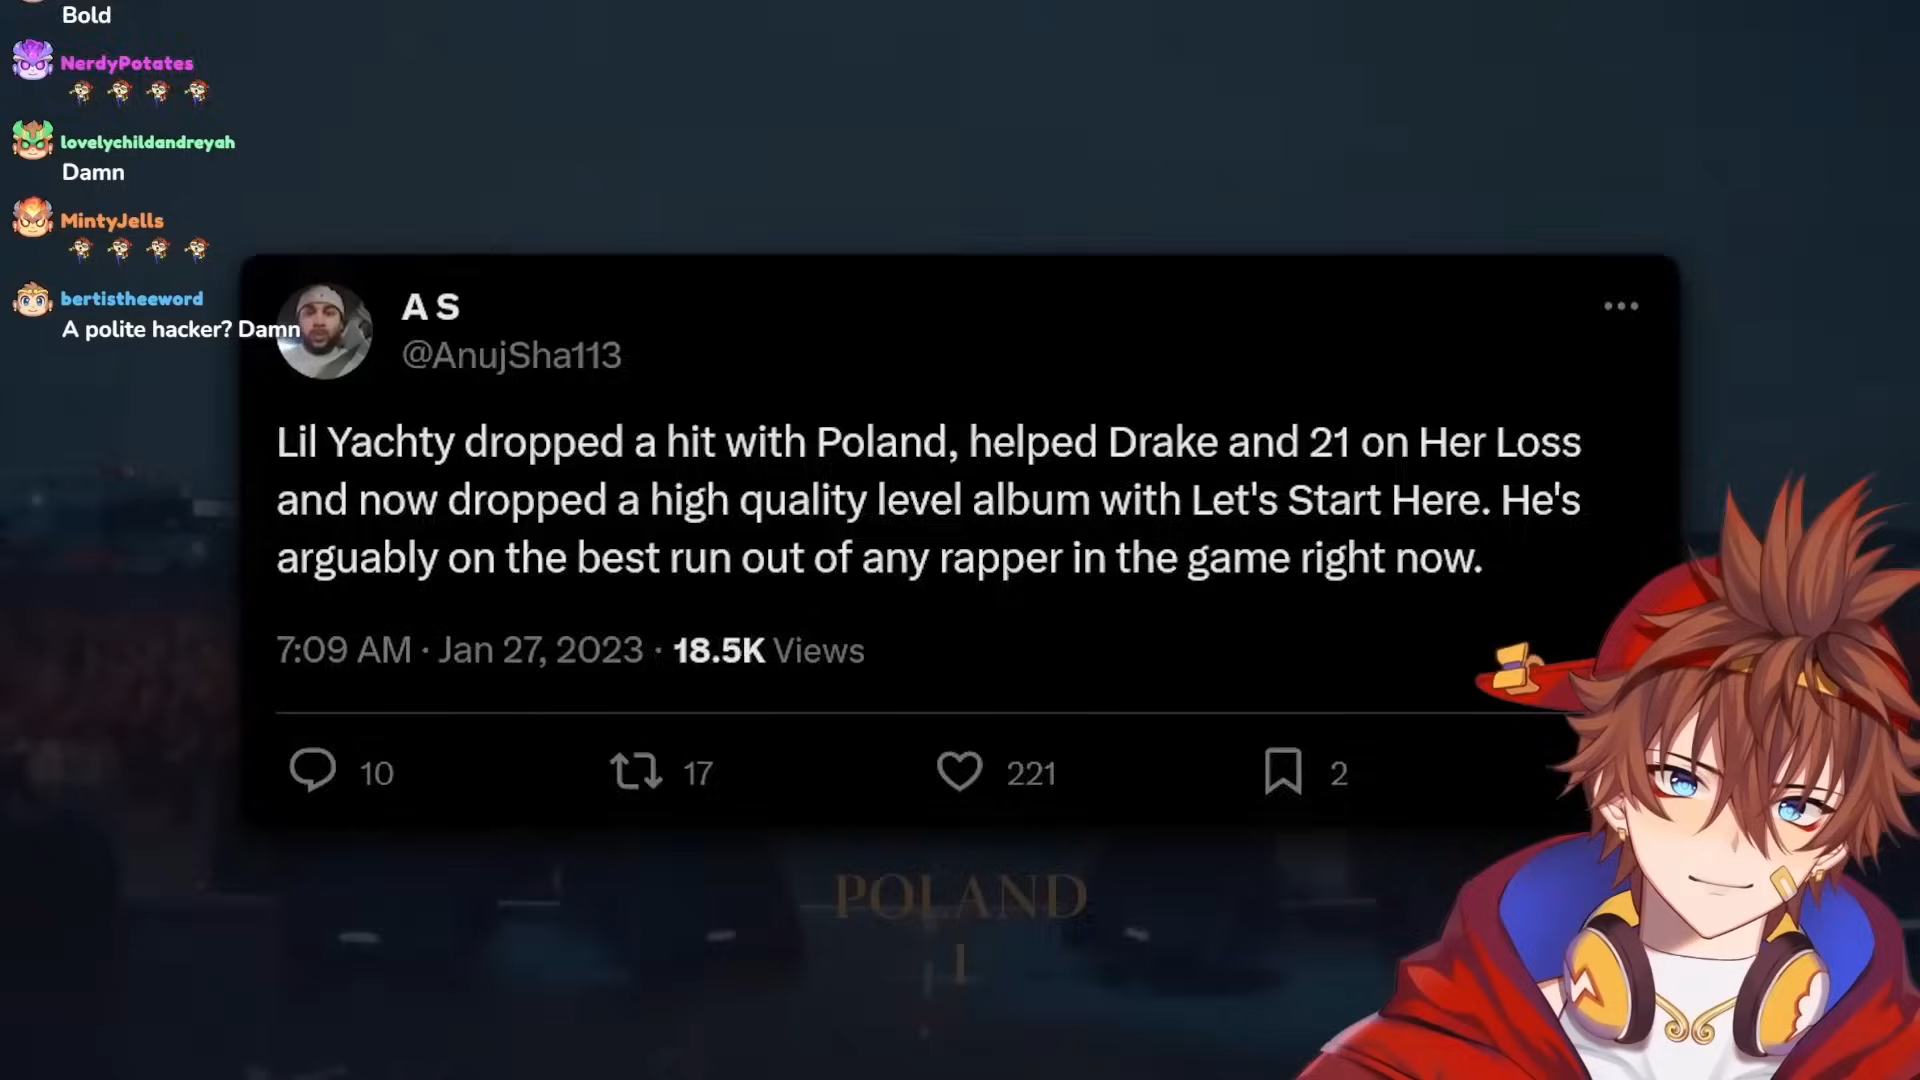 Bold
NerdyPotates
lovelychildandreyah
Damn
MintyJells
bertistheeword
A polite hacker? Damn
A S
@AnujSha113
Lil Yachty dropped a hit with Poland, helped Drake and 21 on Her Loss
and now dropped a high quality level album with Let's Start Here. He's
arguably on the best run out of any rapper in the game right now.
7:09 AM · Jan 27, 2023 · 18.5K Views
10 17 221 2
POLAND